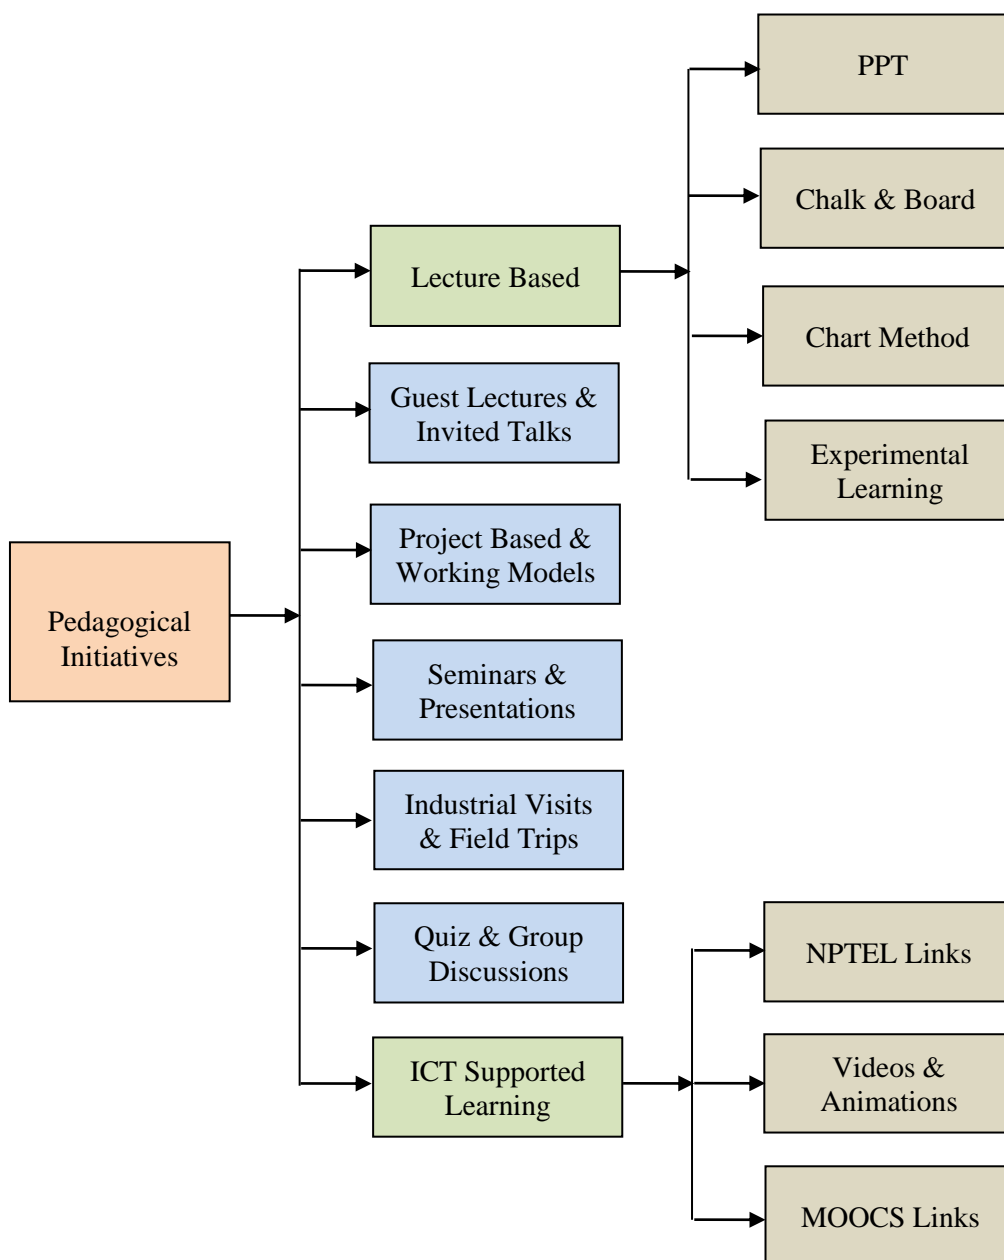 Pedagogical
Initiatives
Lecture Based
Guest Lectures &
Invited Talks
Project Based &
Working Models
Seminars &
Presentations
Industrial Visits
& Field Trips
Quiz & Group
Discussions
ICT Supported
Learning
PPT
Chalk & Board
Chart Method
Experimental
Learning
NPTEL Links
Videos &
Animations
MOOCS Links